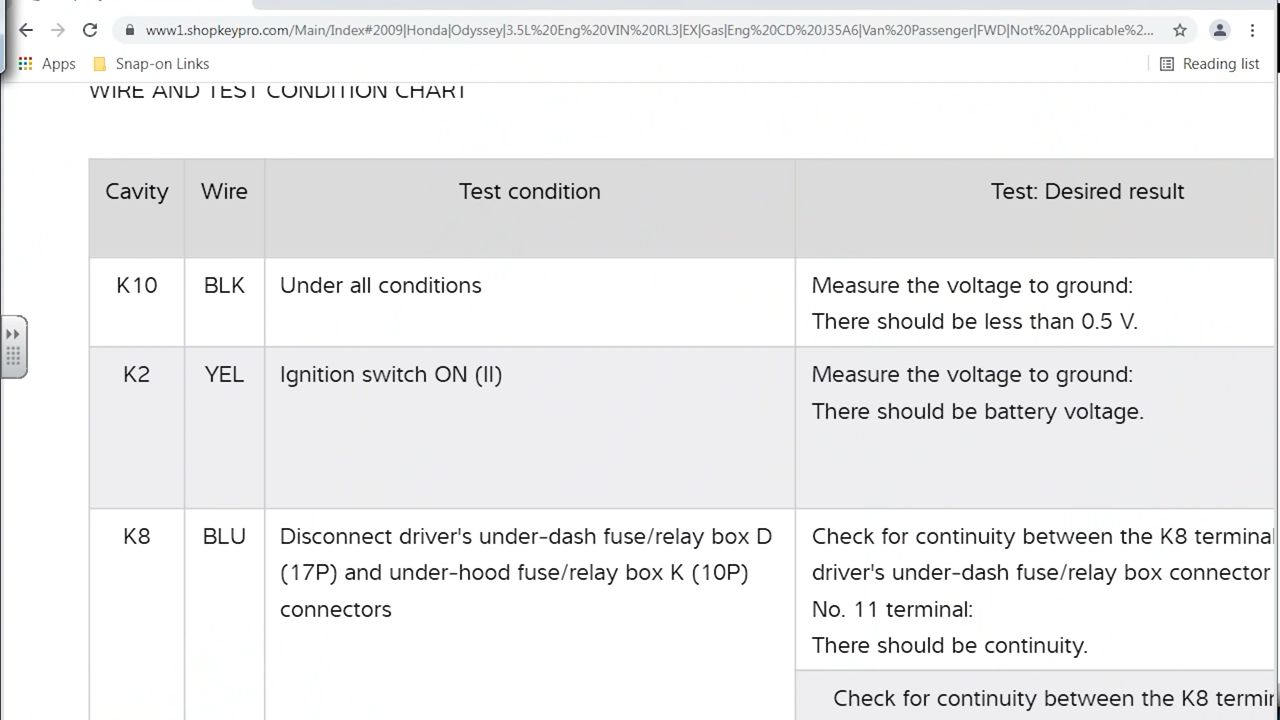 www1.shopkeypro.com/Main/Index#2009|Honda|Odyssey|3.5L%20Eng%20VIN%20RL3|EX|Gas|Eng%20CD%20J35A6|Van%20Passenger|FWD|Not%20Applicable%2...
Apps Snap-on Links Reading list
WIRE AND TEST CONDITION CHART
Cavity Wire Test condition Test: Desired result
K10 BLK Under all conditions Measure the voltage to ground:
There should be less than 0.5 V.
K2 YEL Ignition switch ON (II) Measure the voltage to ground:
There should be battery voltage.
K8 BLU Disconnect driver's under-dash fuse/relay box D Check for continuity between the K8 terminal
(17P) and under-hood fuse/relay box K (10P) driver's under-dash fuse/relay box connector
connectors No. 11 terminal:
There should be continuity.
Check for continuity between the K8 termin